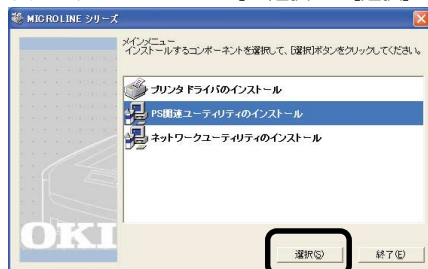 MICROLINE シリーズ
メインメニュー
インストールするコンポーネントを選択して、[選択]ボタンをクリックしてください。
プリンタドライバのインストール
PS関連ユーティリティのインストール
ネットワークユーティリティのインストール
OKI
選択(S)
終了(E)